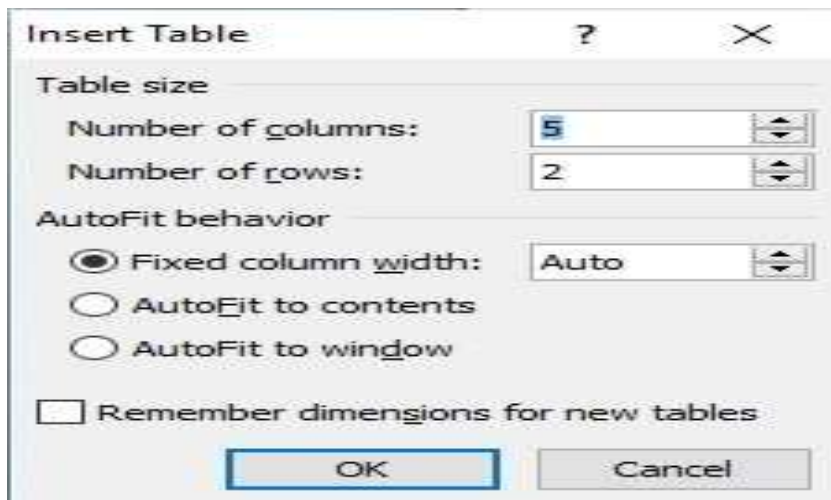 Insert Table ?
Table size
Number of columns: 5
Number of rows: 2
AutoFit behavior
Fixed column width: Auto
AutoFit to contents
AutoFit to window
Remember dimensions for new tables
OK Cancel